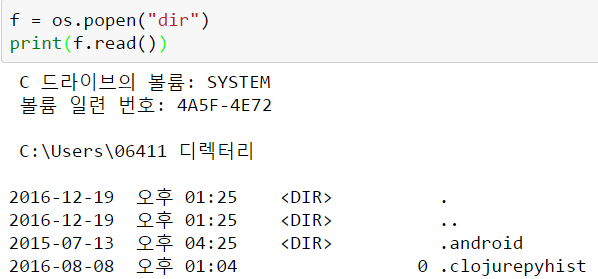 f = os.popen("dir")
print(f.read())
C 드라이브의 볼륨: SYSTEM
볼륨 일련 번호: 4A5F-4E72
C:\Users\06411 디렉터리
2016-12-19 오후 01:25 <DIR> .
2016-12-19 오후 01:25 <DIR> ..
2015-07-13 오후 04:25 <DIR> .android
2016-08-08 오후 01:04 0 .clojurepyhist